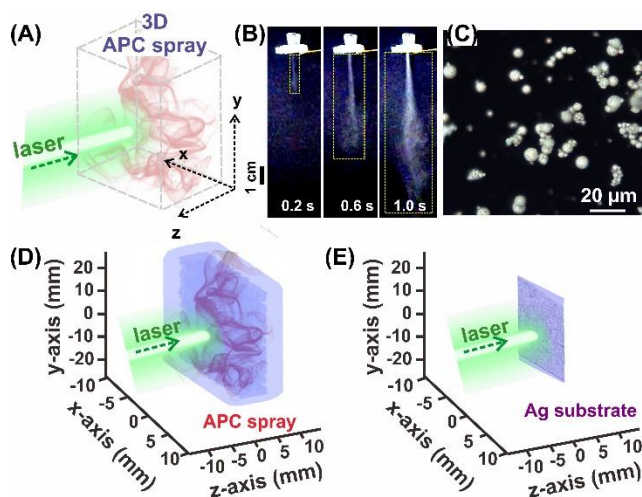 (A)
3D
APC spray
laser
x
y
z
(B)
1 cm
0.2 s
0.6 s
1.0 s
(C)
20 μm
(D)
y-axis (mm)
20
10
0
-10
-20
-10
-5
0
5
10
x-axis (mm)
laser
APC spray
-10
-5
0
5
10
z-axis (mm)
(E)
y-axis (mm)
20
10
0
-10
-20
-10
-5
0
5
10
x-axis (mm)
laser
Ag substrate
-10
-5
0
5
10
z-axis (mm)